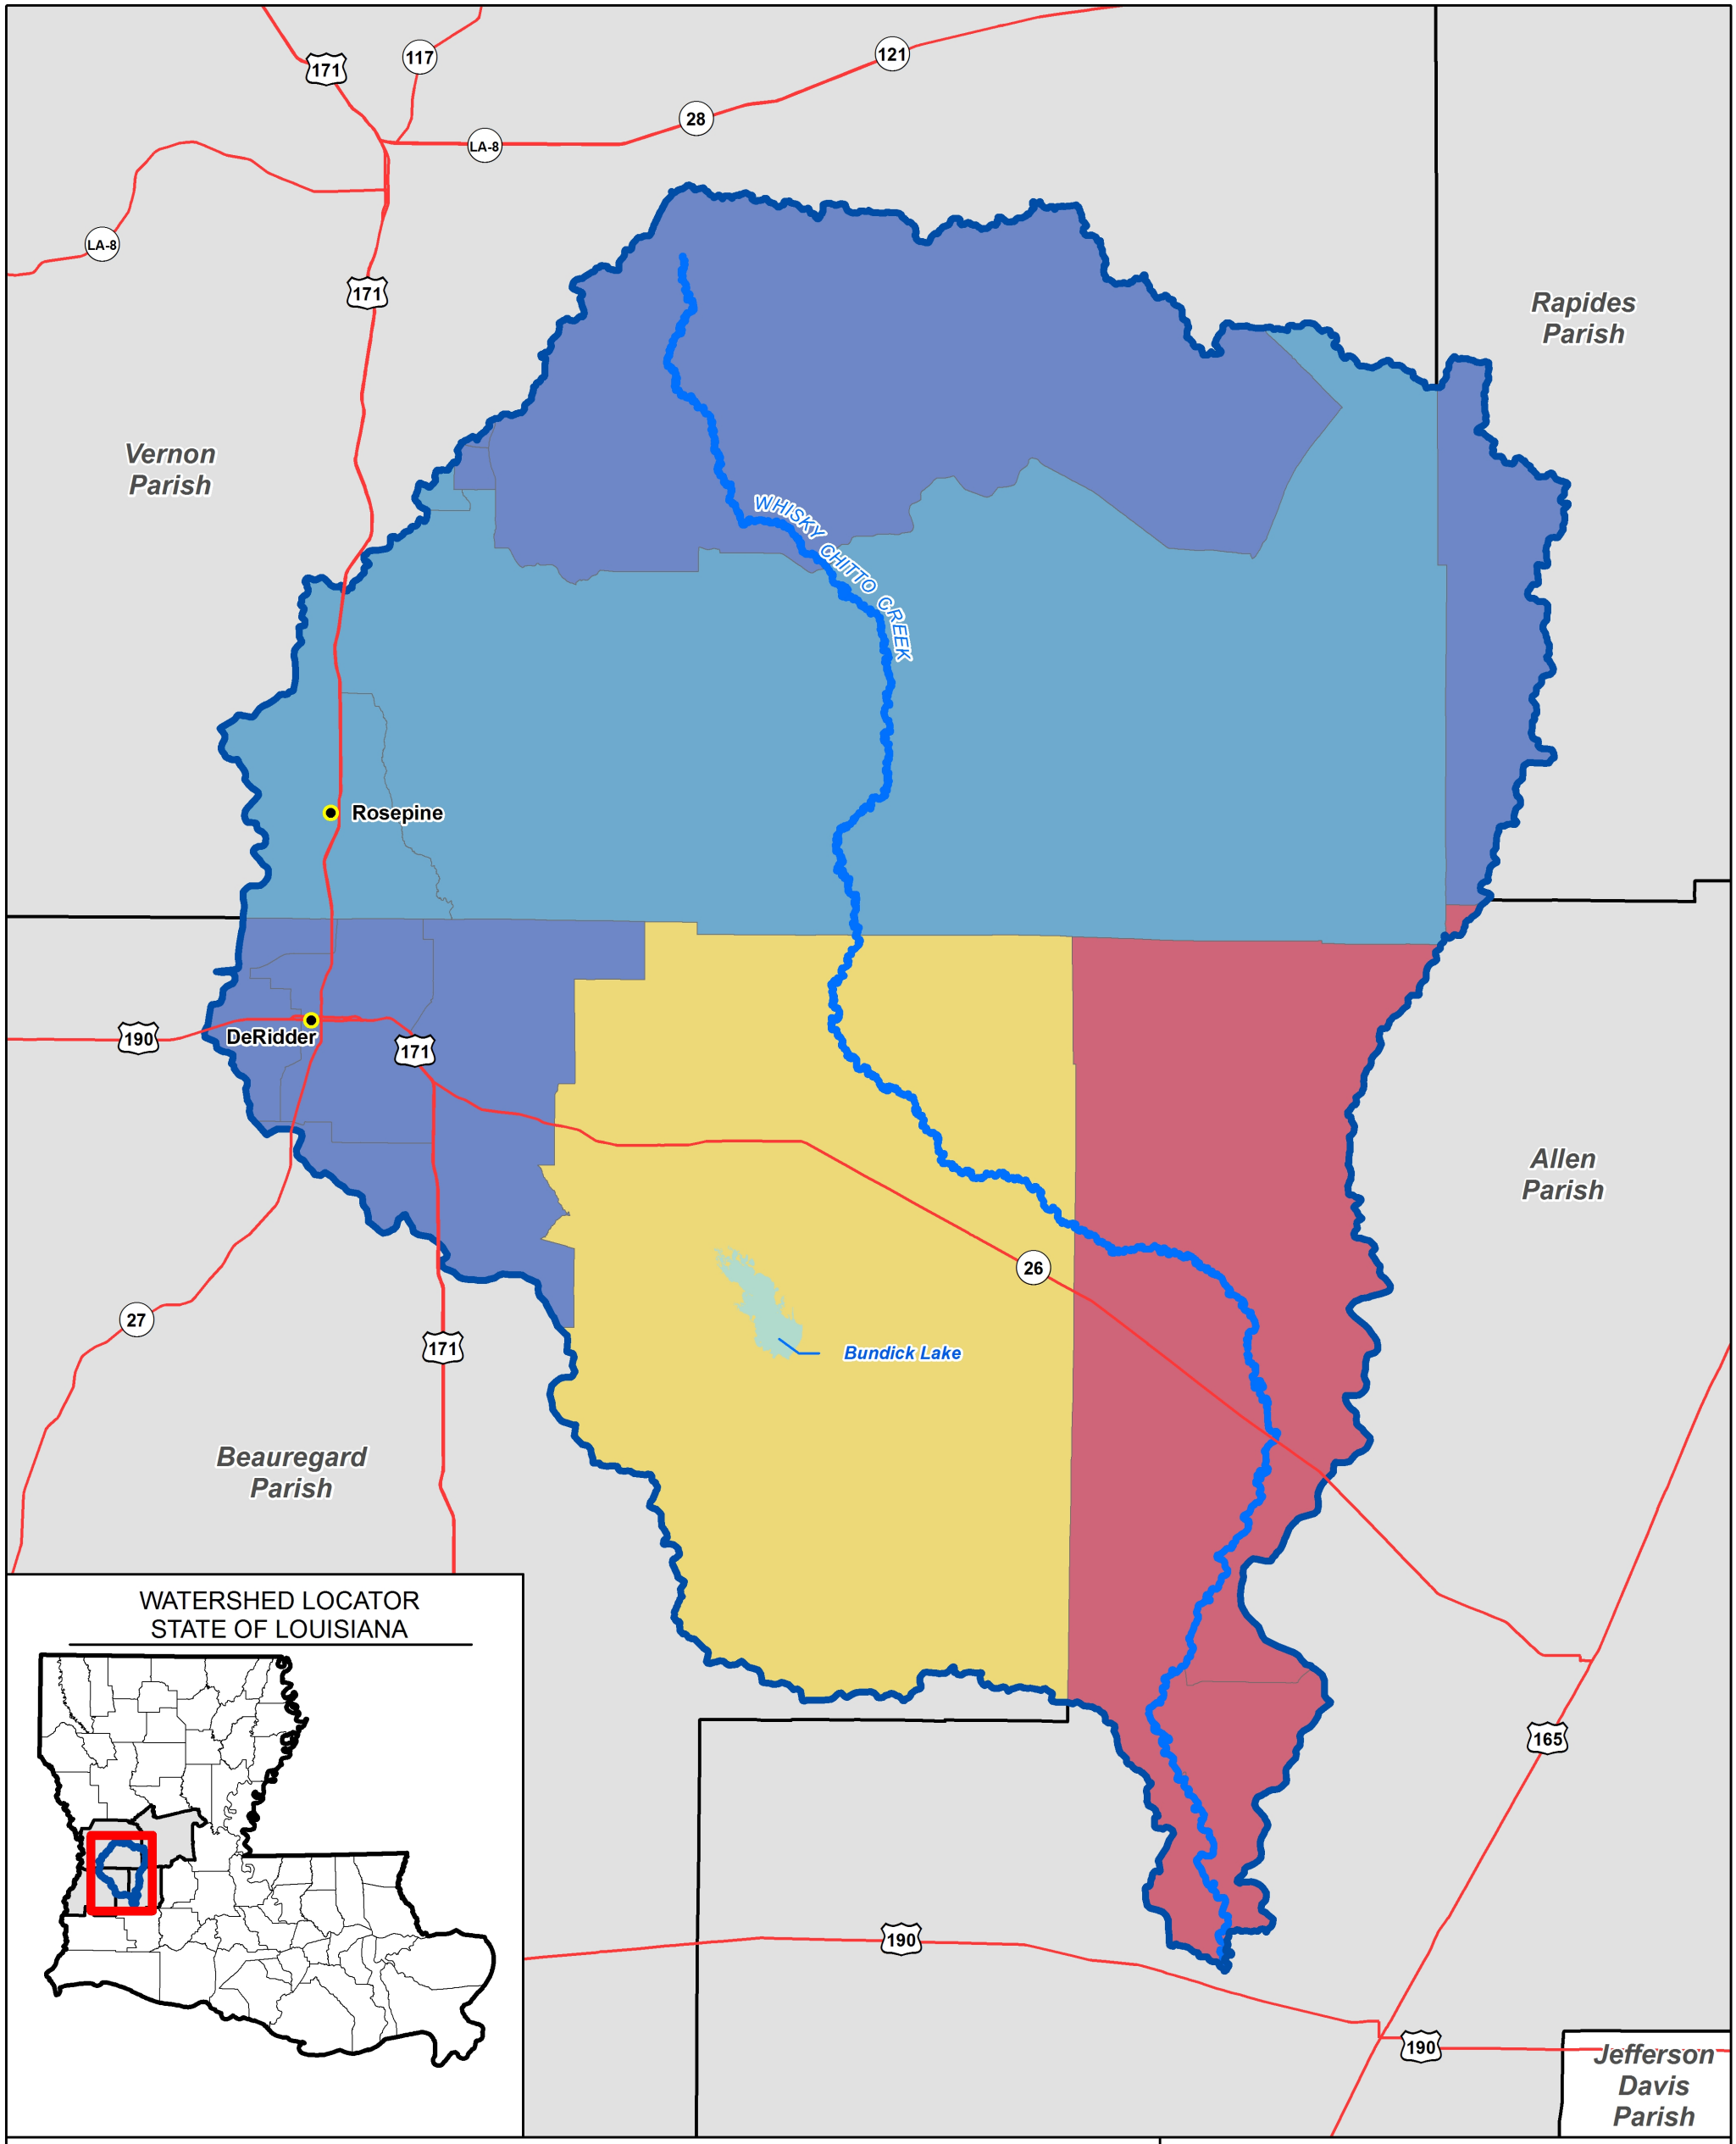 171
117
121
28
LA-8
LA-8
171
Rapides
Parish
Vernon
Parish
WHISKY CHITTO CREEK
Rosepine
190
DeRidder
171
Allen
Parish
26
27
171
Bundick Lake
Beauregard
Parish
WATERSHED LOCATOR
STATE OF LOUISIANA
165
190
190
Jefferson
Davis
Parish